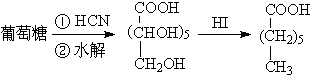 葡萄糖 ① HCN ② 水解 COOH (CHOH)5 CH2OH HI COOH (CH2)5 CH3